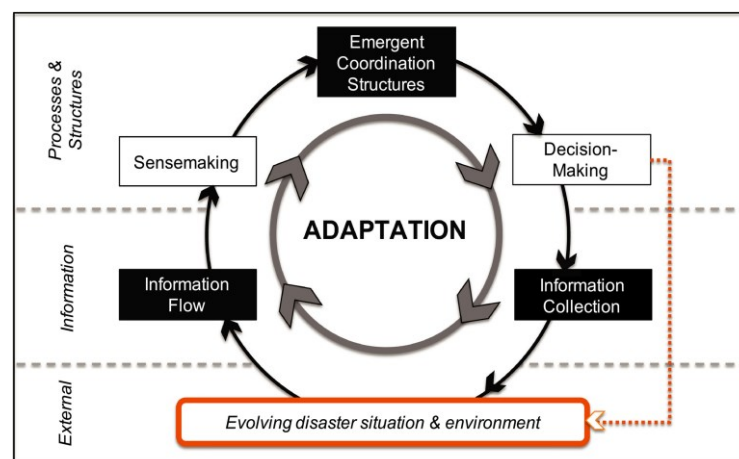 Processes &
Structures
Emergent
Coordination
Structures
Sensemaking
Decision-
Making
ADAPTATION
Information
Information
Flow
Information
Collection
External
Evolving disaster situation & environment